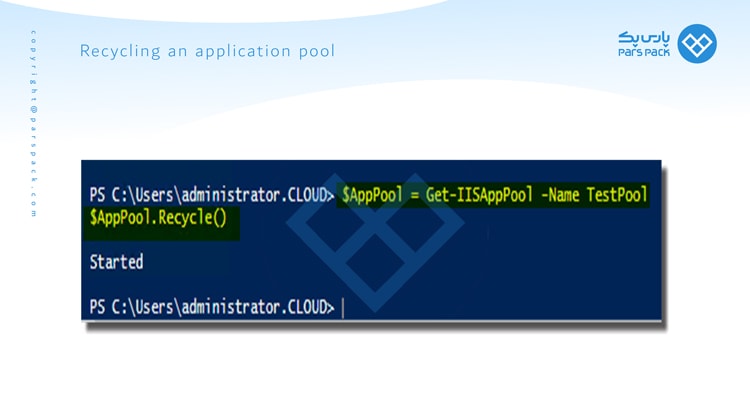 Recycling an application pool
پارس پک
Pars Pack
copyright@parspack.com
PS C:\Users\administrator.CLOUD> $AppPool = Get-IISAppPool -Name TestPool
$AppPool.Recycle()
Started
PS C:\Users\administrator.CLOUD>